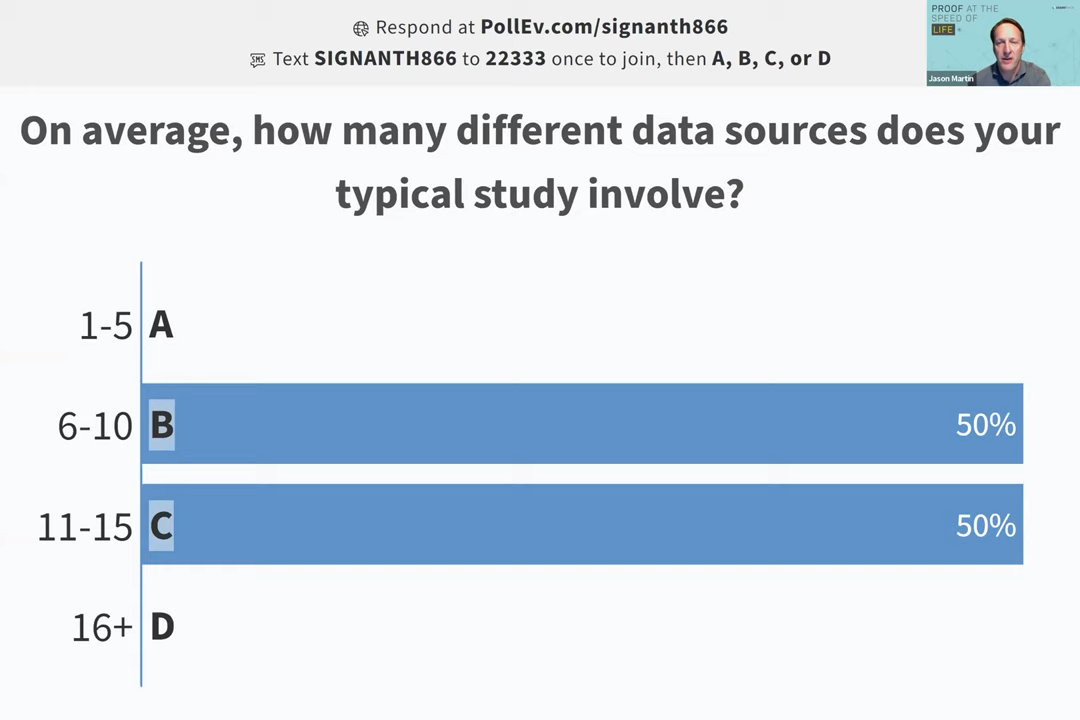 Respond at PollEv.com/signanth866
Text SIGNANTH866 to 22333 once to join, then A, B, C, or D
PROOF AT THE
SPEED OF
LIFE
Jason Martin
On average, how many different data sources does your
typical study involve?
1-5 A
6-10 B 50%
11-15 C 50%
16+ D